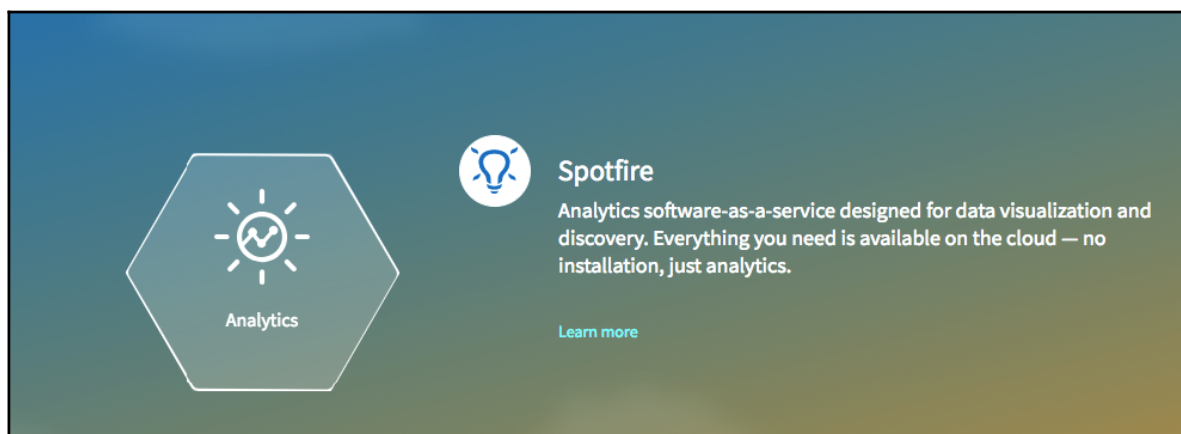 Analytics
Spotfire
Analytics software-as-a-service designed for data visualization and
discovery. Everything you need is available on the cloud — no
installation, just analytics.
Learn more